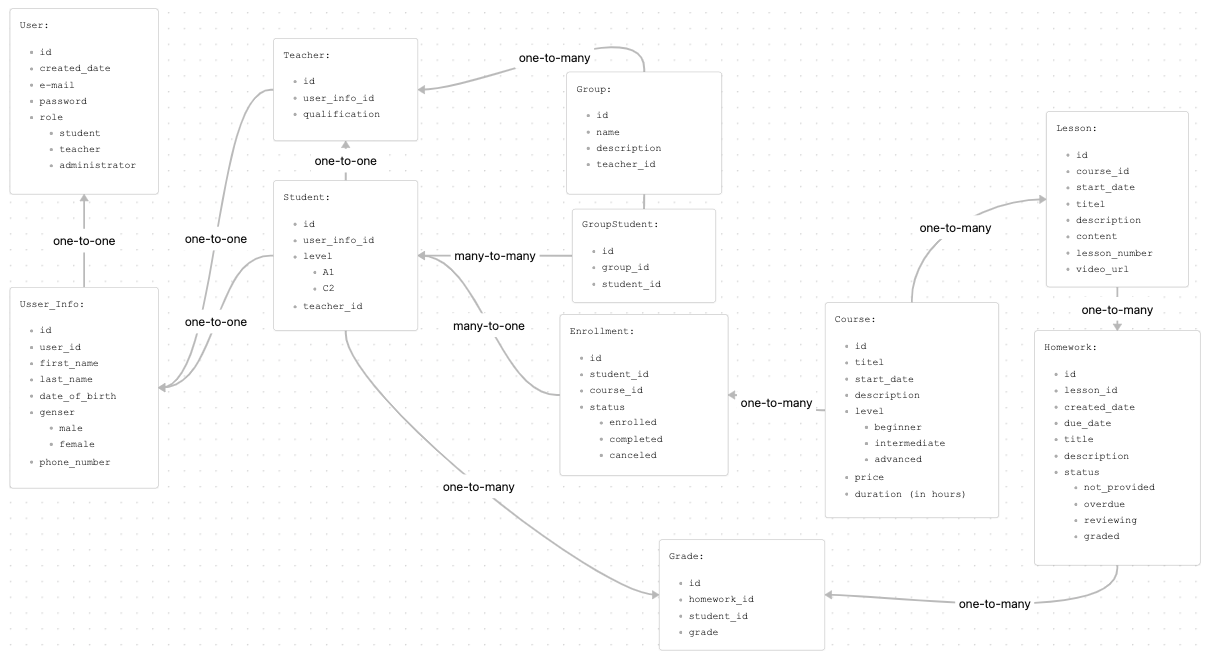 User:
id
created_date
e-mail
password
role
student
teacher
administrator
one-to-one
Usser_Info:
id
user_id
first_name
last_name
date_of_birth
genser
male
female
phone_number
one-to-one
one-to-one
Teacher:
id
user_info_id
qualification
one-to-one
Student:
id
user_info_id
level
A1
C2
teacher_id
one-to-many
Group:
id
name
description
teacher_id
GroupStudent:
id
group_id
student_id
many-to-many
many-to-one
Enrollment:
id
student_id
course_id
status
enrolled
completed
canceled
one-to-many
Course:
id
titel
start_date
description
level
beginner
intermediate
advanced
price
duration (in hours)
one-to-many
Lesson:
id
course_id
start_date
titel
description
content
lesson_number
video_url
one-to-many
Homework:
id
lesson_id
created_date
due_date
title
description
status
not_provided
overdue
reviewing
graded
one-to-many
Grade:
id
homework_id
student_id
grade
one-to-many